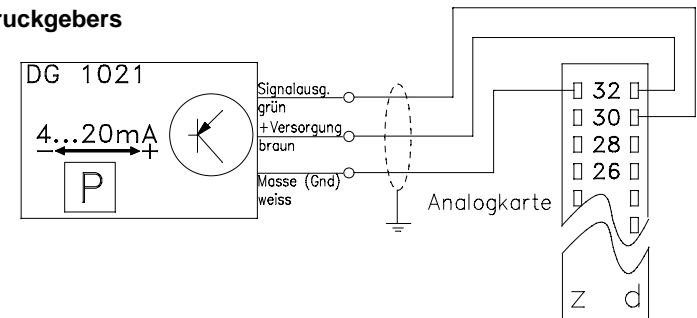 ruckgebers
DG 1021
4...20mA
- +
P
Signalausg.
grün
+Versorgung
braun
Masse (Gnd)
weiss
Analogkarte
32
30
28
26
z d